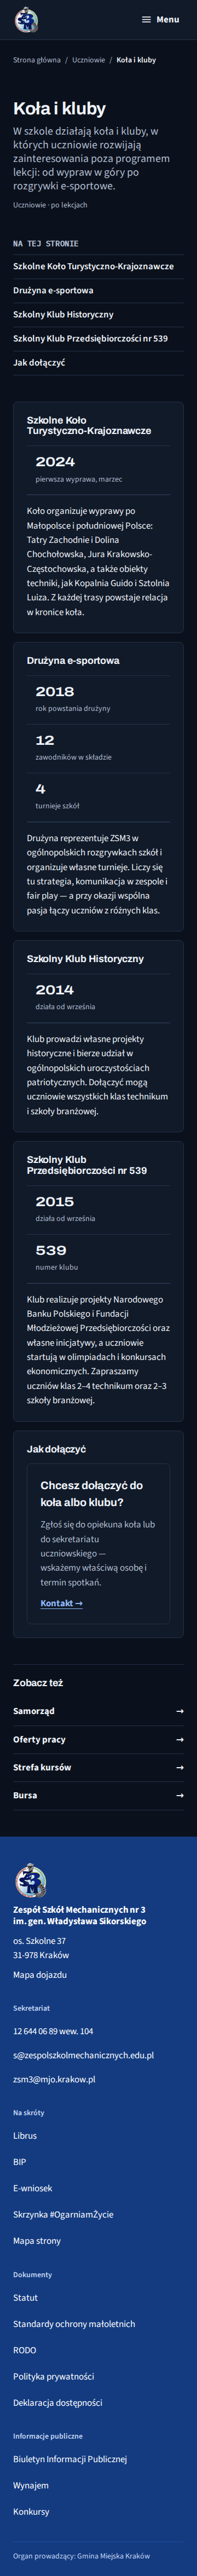 Menu
Strona główna / Uczniowie / Koła i kluby
Koła i kluby
W szkole działają koła i kluby, w
których uczniowie rozwijają
zainteresowania poza programem
lekcji: od wypraw w góry po
rozgrywki e-sportowe.
Uczniowie · po lekcjach
NA TEJ STRONIE
Szkolne Koło Turystyczno-Krajoznawcze
Drużyna e-sportowa
Szkolny Klub Historyczny
Szkolny Klub Przedsiębiorczości nr 539
Jak dołączyć
Szkolne Koło
Turystyczno-Krajoznawcze
2024
pierwsza wyprawa, marzec
Koło organizuje wyprawy po
Małopolsce i południowej Polsce:
Tatry Zachodnie i Dolina
Chochołowska, Jura Krakowsko-
Częstochowska, a także obiekty
techniki, jak Kopalnia Guido i Sztolnia
Luiza. Z każdej trasy powstaje relacja
w kronice koła.
Drużyna e-sportowa
2018
rok powstania drużyny
12
zawodników w składzie
4
turnieje szkół
Drużyna reprezentuje ZSM3 w
ogólnopolskich rozgrywkach szkół i
organizuje własne turnieje. Liczy się
tu strategia, komunikacja w zespole i
fair play — a przy okazji wspólna
pasja łączy uczniów z różnych klas.
Szkolny Klub Historyczny
2014
działa od września
Klub prowadzi własne projekty
historyczne i bierze udział w
ogólnopolskich uroczystościach
patriotycznych. Dołączyć mogą
uczniowie wszystkich klas technikum
i szkoły branżowej.
Szkolny Klub
Przedsiębiorczości nr 539
2015
działa od września
539
numer klubu
Klub realizuje projekty Narodowego
Banku Polskiego i Fundacji
Młodzieżowej Przedsiębiorczości oraz
własne inicjatywy, a uczniowie
startują w olimpiadach i konkursach
ekonomicznych. Zapraszamy
uczniów klas 2–4 technikum oraz 2–3
szkoły branżowej.
Jak dołączyć
Chcesz dołączyć do
koła albo klubu?
Zgłoś się do opiekuna koła lub
do sekretariatu
uczniowskiego —
wskażemy właściwą osobę i
termin spotkań.
Kontakt →
Zobacz też
Samorząd →
Oferty pracy →
Strefa kursów →
Bursa →
Zespół Szkół Mechanicznych nr 3
im. gen. Władysława Sikorskiego
os. Szkolne 37
31-978 Kraków
Mapa dojazdu
Sekretariat
12 644 06 89 wew. 104
s@zespolszkolmechanicznych.edu.pl
zsm3@mjo.krakow.pl
Na skróty
Librus
BIP
E-wniosek
Skrzynka #OgarniamŻycie
Mapa strony
Dokumenty
Statut
Standardy ochrony małoletnich
RODO
Polityka prywatności
Deklaracja dostępności
Informacje publiczne
Biuletyn Informacji Publicznej
Wynajem
Konkursy
Organ prowadzący: Gmina Miejska Kraków